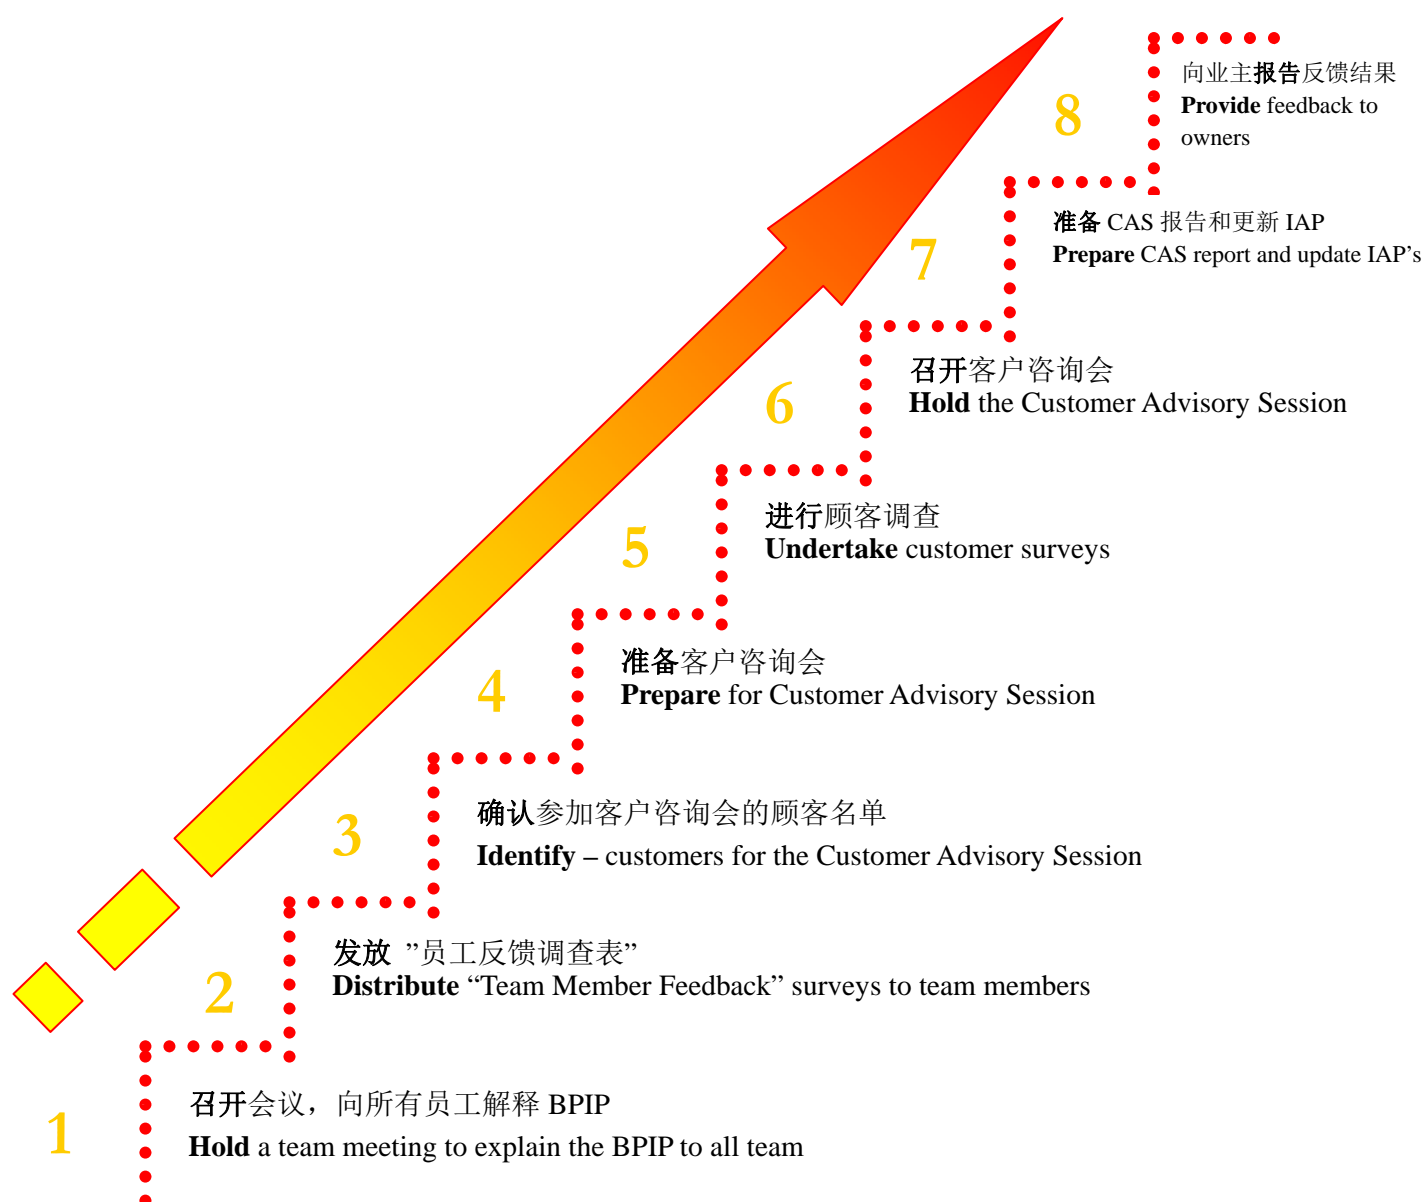 8
向业主报告反馈结果
Provide feedback to
owners
7
准备 CAS 报告和更新 IAP
Prepare CAS report and update IAP's
6
召开客户咨询会
Hold the Customer Advisory Session
5
进行顾客调查
Undertake customer surveys
4
准备客户咨询会
Prepare for Customer Advisory Session
3
确认参加客户咨询会的顾客名单
Identify – customers for the Customer Advisory Session
2
发放 ”员工反馈调查表”
Distribute “Team Member Feedback” surveys to team members
1
召开会议，向所有员工解释 BPIP
Hold a team meeting to explain the BPIP to all team